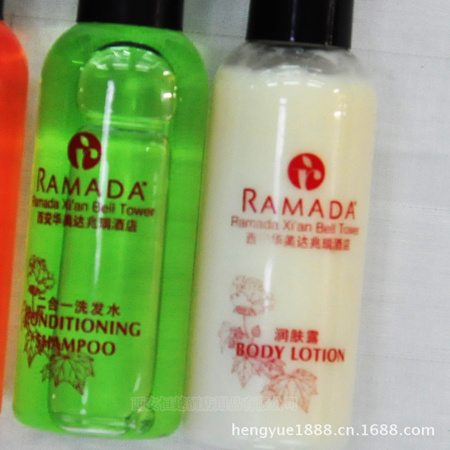 RAMADA
Ramada Xi'an Bell Tower
西安华美达兆瑞酒店
二合一洗发水
CONDITIONING
SHAMPOO
RAMADA
Ramada Xi'an Bell Tower
西安华美达兆瑞酒店
润肤露
BODY LOTION
hengyue1888.cn.1688.com